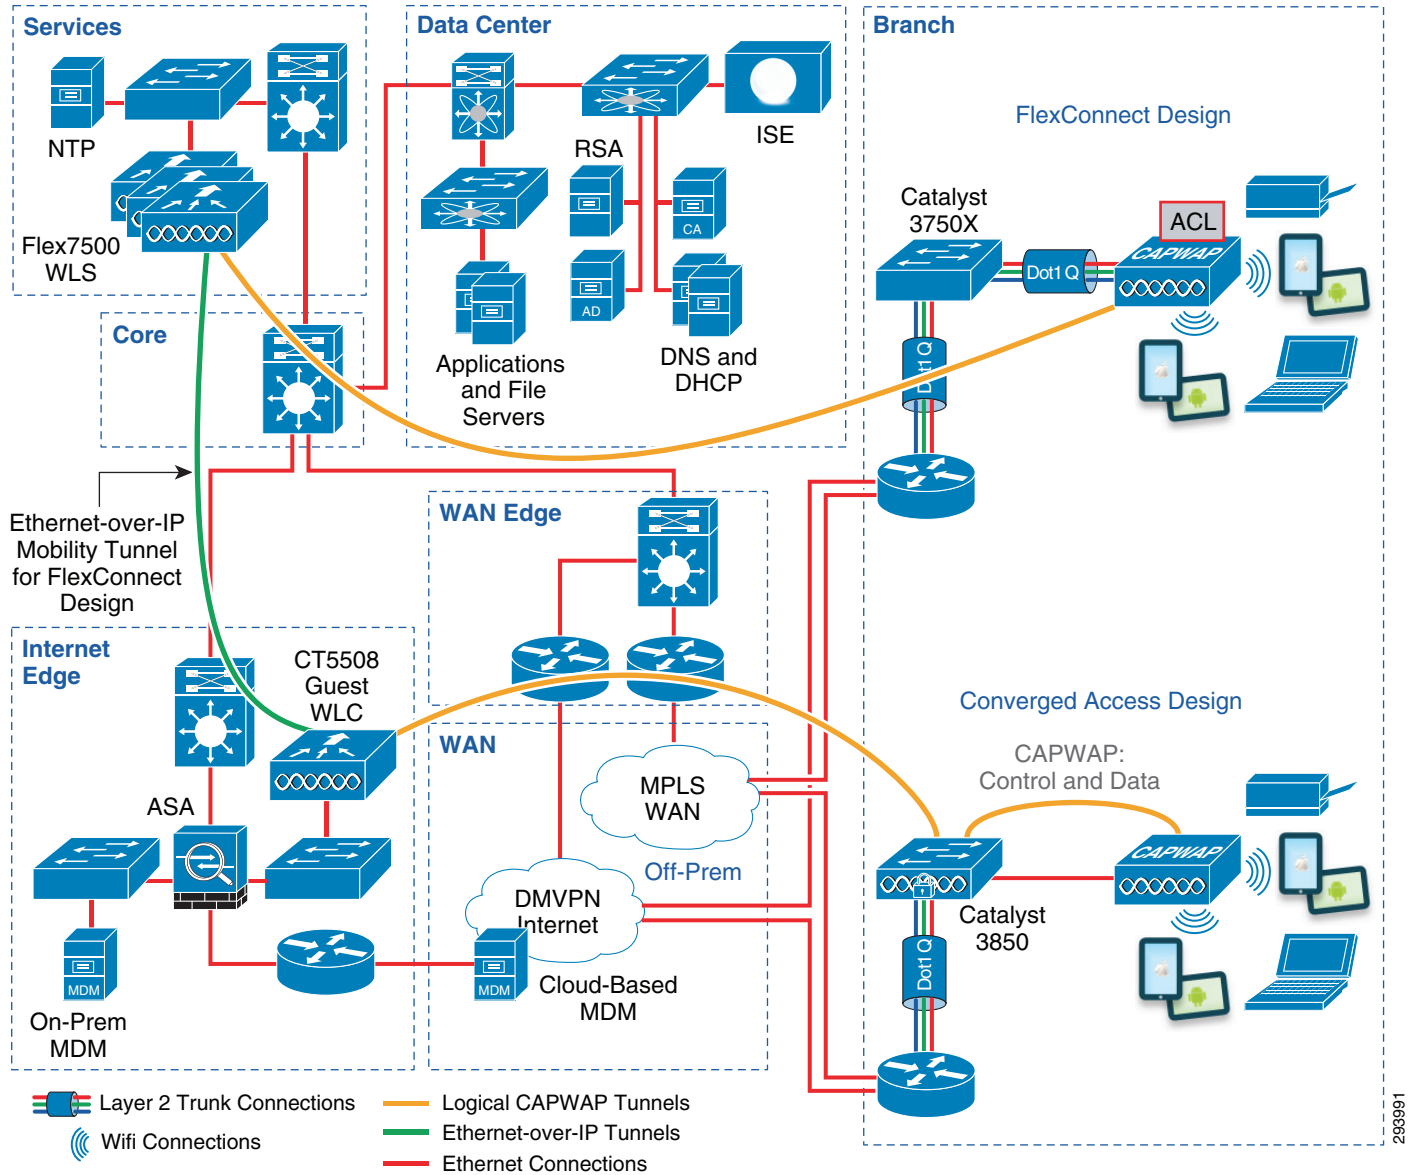 Services
NTP
Flex7500
WLS
Data Center
RSA
ISE
CA
AD
Applications
and File
Servers
DNS and
DHCP
Branch
FlexConnect Design
Catalyst
3750X
ACL
CAPWAP
Dot1 Q
Dot1 Q
Core
Ethernet-over-IP
Mobility Tunnel
for FlexConnect
Design
WAN Edge
Internet
Edge
CT5508
Guest
WLC
ASA
MDM
On-Prem
MDM
WAN
MPLS
WAN
Off-Prem
DMVPN
Internet
MDM
Cloud-Based
MDM
Converged Access Design
CAPWAP:
Control and Data
CAPWAP
Catalyst
3850
Dot1 Q
Layer 2 Trunk Connections
Wifi Connections
Logical CAPWAP Tunnels
Ethernet-over-IP Tunnels
Ethernet Connections
293991